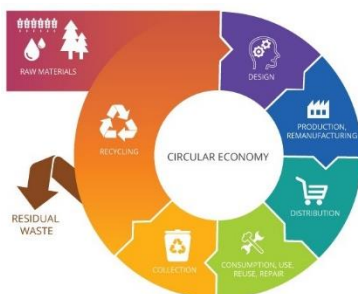 RAW MATERIALS
DESIGN
PRODUCTION,
REMANUFACTURING
DISTRIBUTION
CONSUMPTION, USE,
REUSE, REPAIR
COLLECTION
RECYCLING
RESIDUAL
WASTE
CIRCULAR ECONOMY